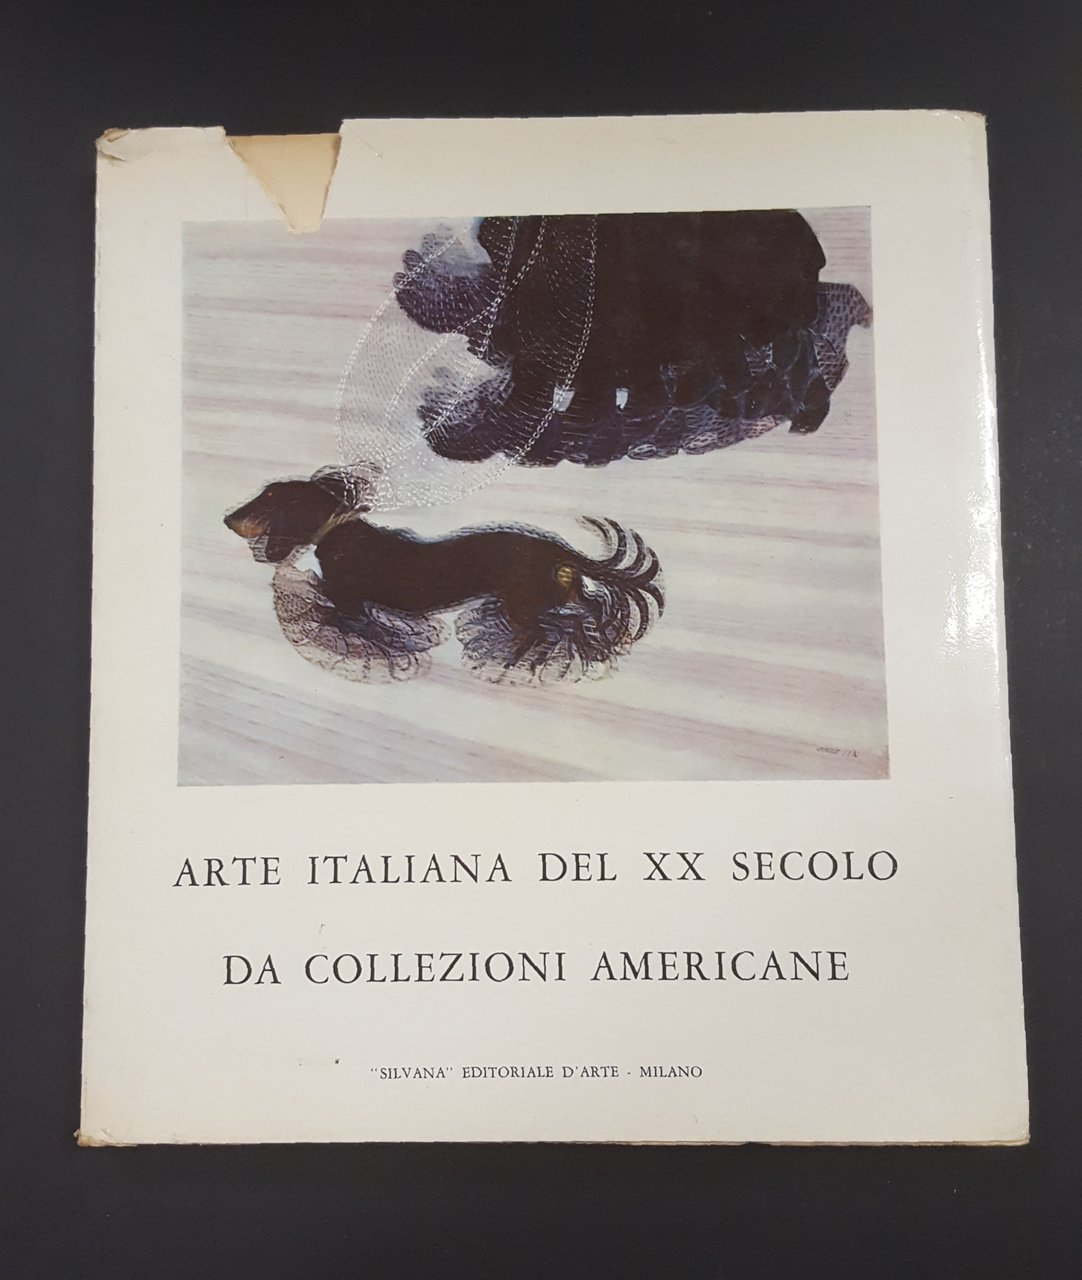 ARTE ITALIANA DEL XX SECOLO
DA COLLEZIONI AMERICANE
"SILVANA" EDITORIALE D'ARTE - MILANO